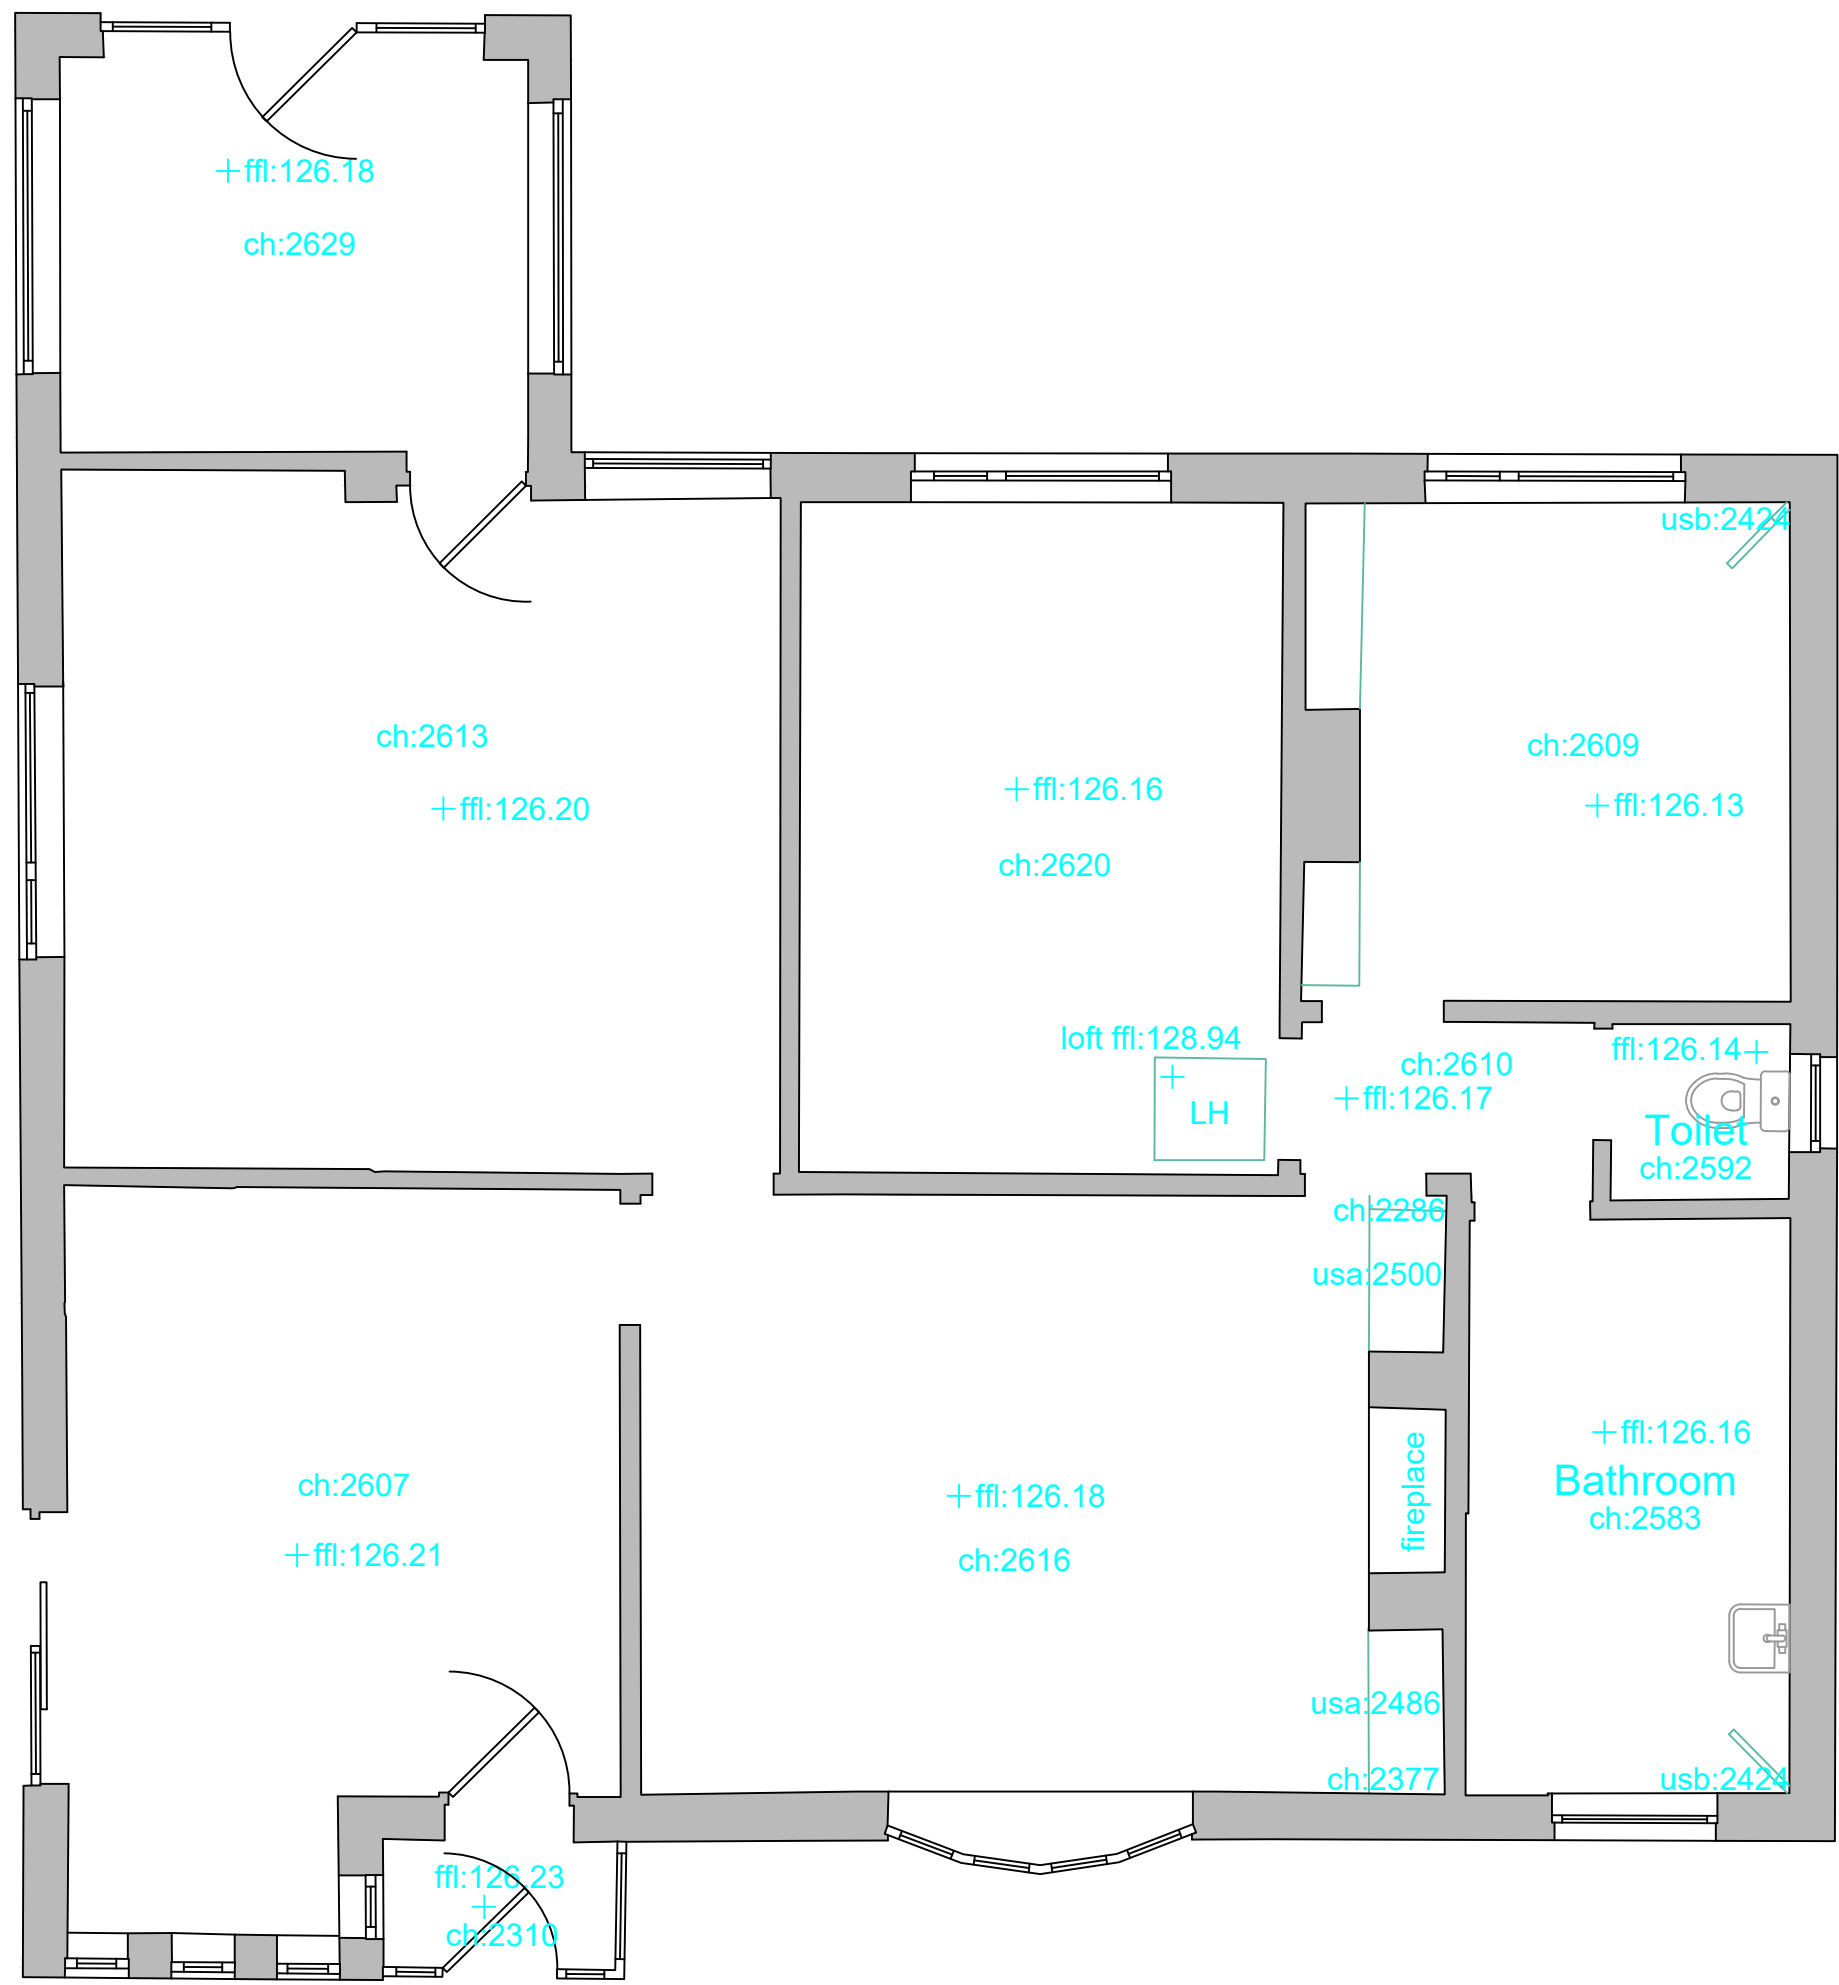 ffl:126.18
ch:2629
usb:2424
ch:2613
ch:2609
ffl:126.16
ffl:126.20
ffl:126.13
ch:2620
loft ffl:128.94
ffl:126.14
ch:2610
ffl:126.17
LH
Toilet
ch:2592
ch:2286
usa:2500
ffl:126.16
Bathroom
ch:2583
fireplace
ch:2607
ffl:126.18
ffl:126.21
ch:2616
usa:2486
ch:2377
usb:2424
ffl:126.23
ch:2310